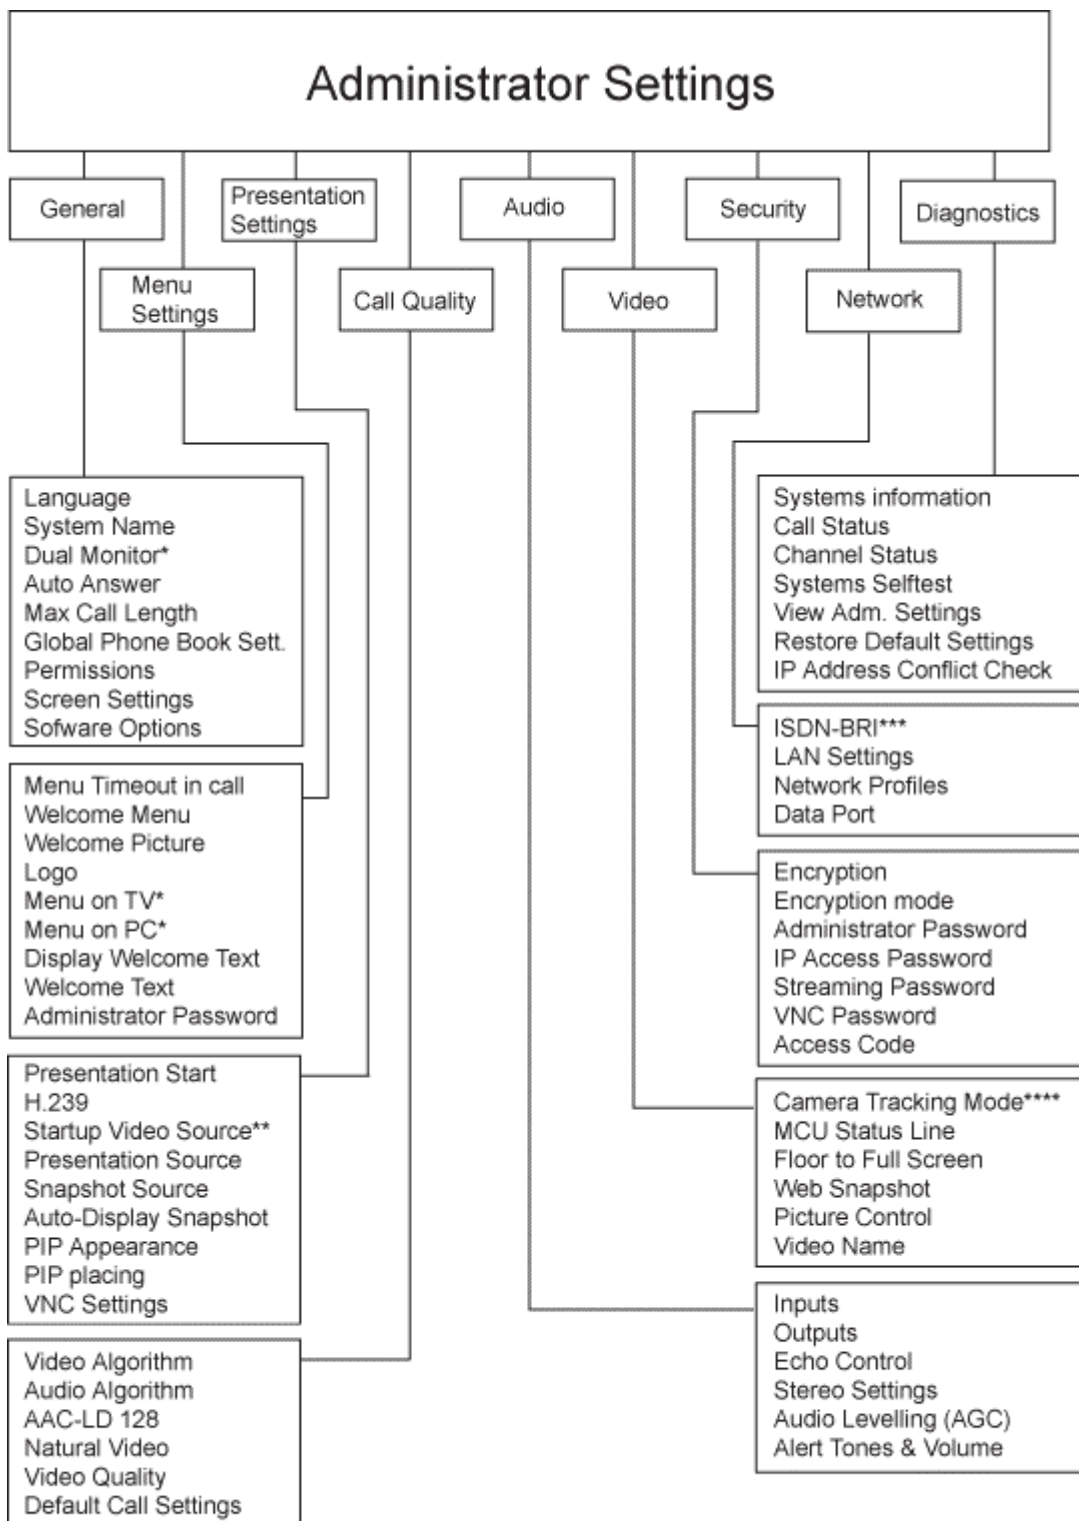 Administrator Settings
General
Presentation
Settings
Audio
Security
Diagnostics
Menu
Settings
Call Quality
Video
Network
Language
System Name
Dual Monitor*
Auto Answer
Max Call Length
Global Phone Book Sett.
Permissions
Screen Settings
Sofware Options
Menu Timeout in call
Welcome Menu
Welcome Picture
Logo
Menu on TV*
Menu on PC*
Display Welcome Text
Welcome Text
Administrator Password
Presentation Start
H.239
Startup Video Source**
Presentation Source
Snapshot Source
Auto-Display Snapshot
PIP Appearance
PIP placing
VNC Settings
Video Algorithm
Audio Algorithm
AAC-LD 128
Natural Video
Video Quality
Default Call Settings
Systems information
Call Status
Channel Status
Systems Selftest
View Adm. Settings
Restore Default Settings
IP Address Conflict Check
ISDN-BRI***
LAN Settings
Network Profiles
Data Port
Encryption
Encryption mode
Administrator Password
IP Access Password
Streaming Password
VNC Password
Access Code
Camera Tracking Mode****
MCU Status Line
Floor to Full Screen
Web Snapshot
Picture Control
Video Name
Inputs
Outputs
Echo Control
Stereo Settings
Audio Levelling (AGC)
Alert Tones & Volume